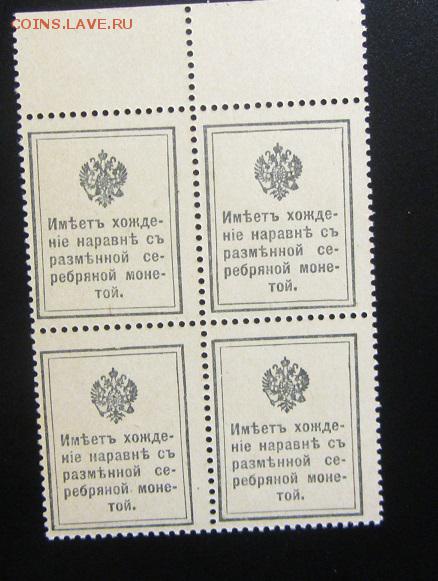 COINS.LAVE.RU
Имѣетъ хожде-
ніе наравнѣ съ
размѣнной се-
ребряной моне-
той.
Имѣетъ хожде-
ніе наравнѣ съ
размѣнной се-
ребряной моне-
той.
Имѣетъ хожде-
ніе наравнѣ съ
размѣнной се-
ребряной моне-
той.
Имѣетъ хожде-
ніе наравнѣ съ
размѣнной се-
ребряной моне-
той.